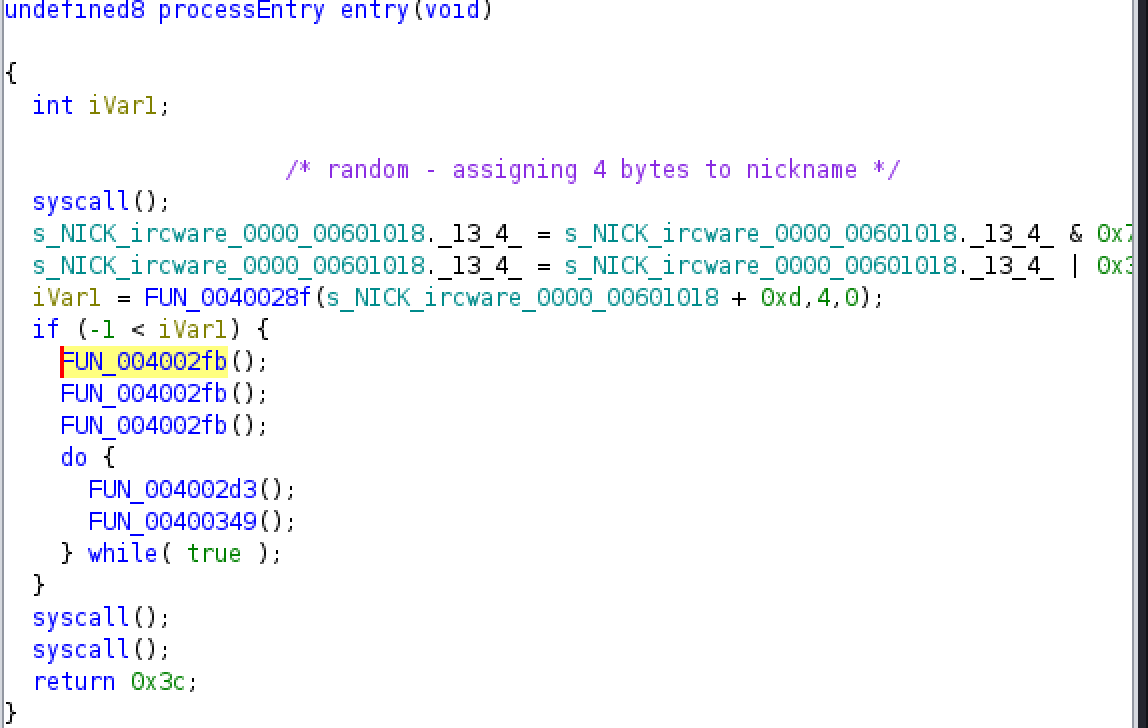 undefined8 processEntry entry(void)
{
int iVar1;
/* random - assigning 4 bytes to nickname */
syscall();
s_NICK_ircware_0000_00601018._13_4_ = s_NICK_ircware_0000_00601018._13_4_ & 0x7
s_NICK_ircware_0000_00601018._13_4_ = s_NICK_ircware_0000_00601018._13_4_ | 0x3
iVar1 = FUN_0040028f(s_NICK_ircware_0000_00601018 + 0xd,4,0);
if (-1 < iVar1) {
FUN_004002fb();
FUN_004002fb();
FUN_004002fb();
do {
FUN_004002d3();
FUN_00400349();
} while( true );
}
syscall();
syscall();
return 0x3c;
}